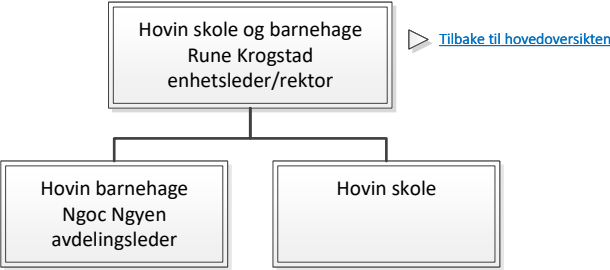 Hovin skole og barnehage
Rune Krogstad
enhetsleder/rektor
Tilbake til hovedoversikten
Hovin barnehage
Ngoc Ngyen
avdelingsleder
Hovin skole